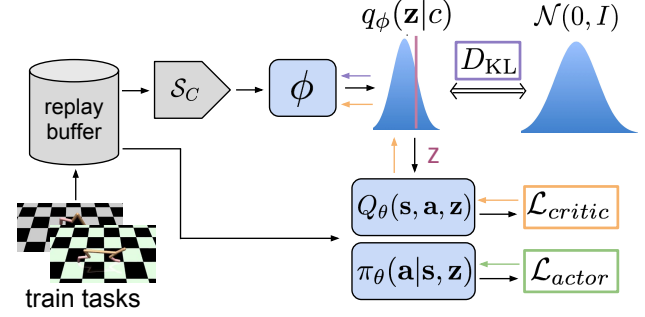 q_ϕ(𝐳|c)
𝒩(0, I)
replay
buffer
𝒮_C
ϕ
D_KL
z
Q_θ(𝐬, 𝐚, 𝐳)
ℒ_critic
π_θ(𝐚|𝐬, 𝐳)
ℒ_actor
train tasks